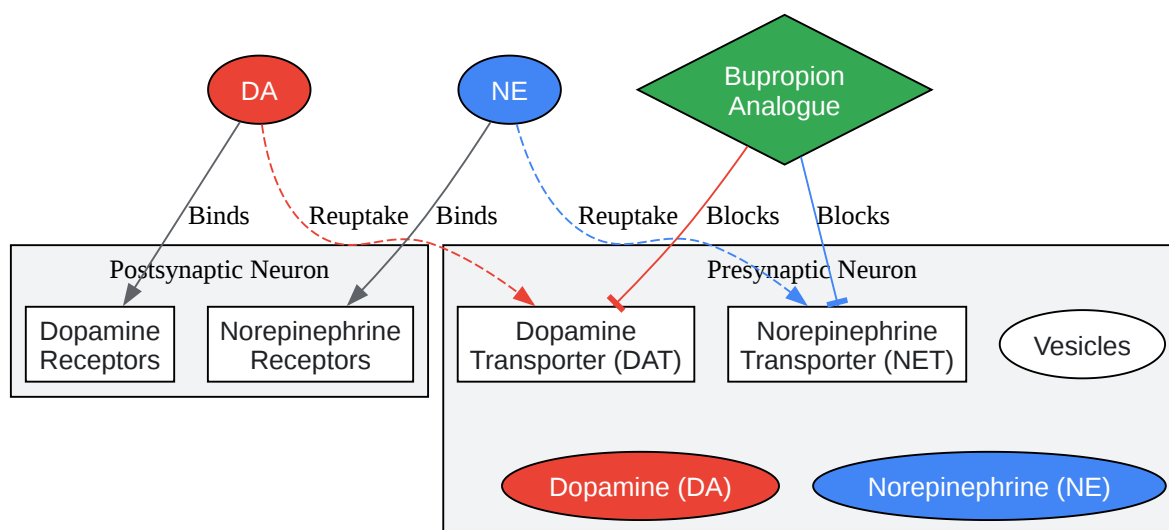 DA
NE
Bupropion
Analogue
Binds
Reuptake
Binds
Reuptake
Blocks
Blocks
Postsynaptic Neuron
Presynaptic Neuron
Dopamine
Receptors
Norepinephrine
Receptors
Dopamine
Transporter (DAT)
Norepinephrine
Transporter (NET)
Vesicles
Dopamine (DA)
Norepinephrine (NE)